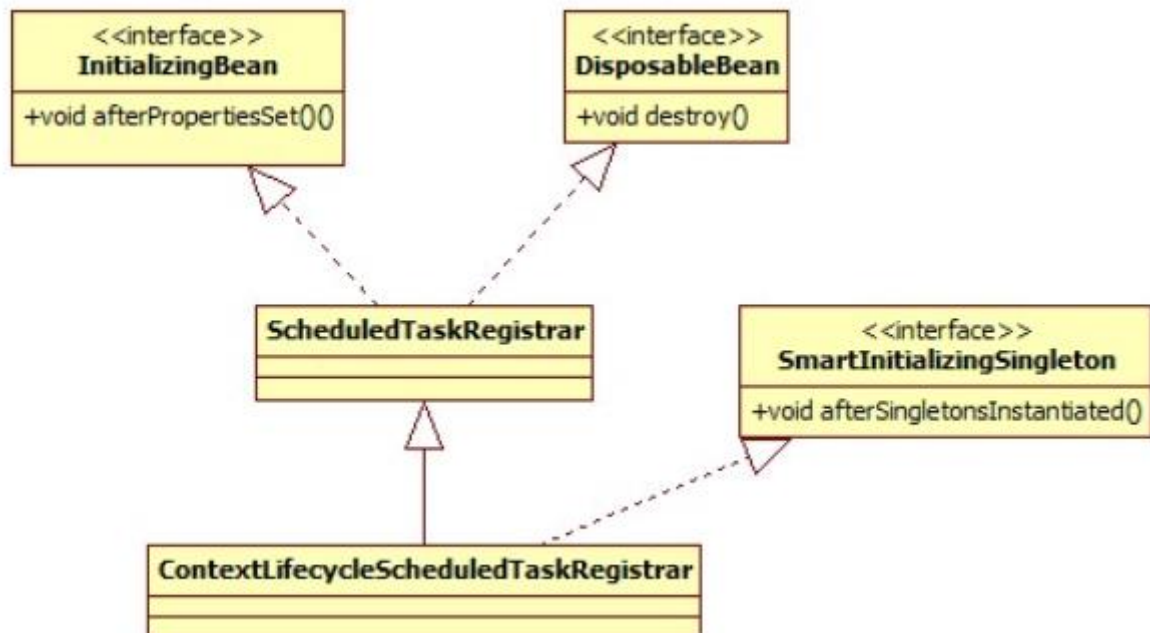 <<interface>>
InitializingBean
+void afterPropertiesSet()()
<<interface>>
DisposableBean
+void destroy()
ScheduledTaskRegistrar
<<interface>>
SmartInitializingSingleton
+void afterSingletonsInstantiated()
ContextLifecycleScheduledTaskRegistrar